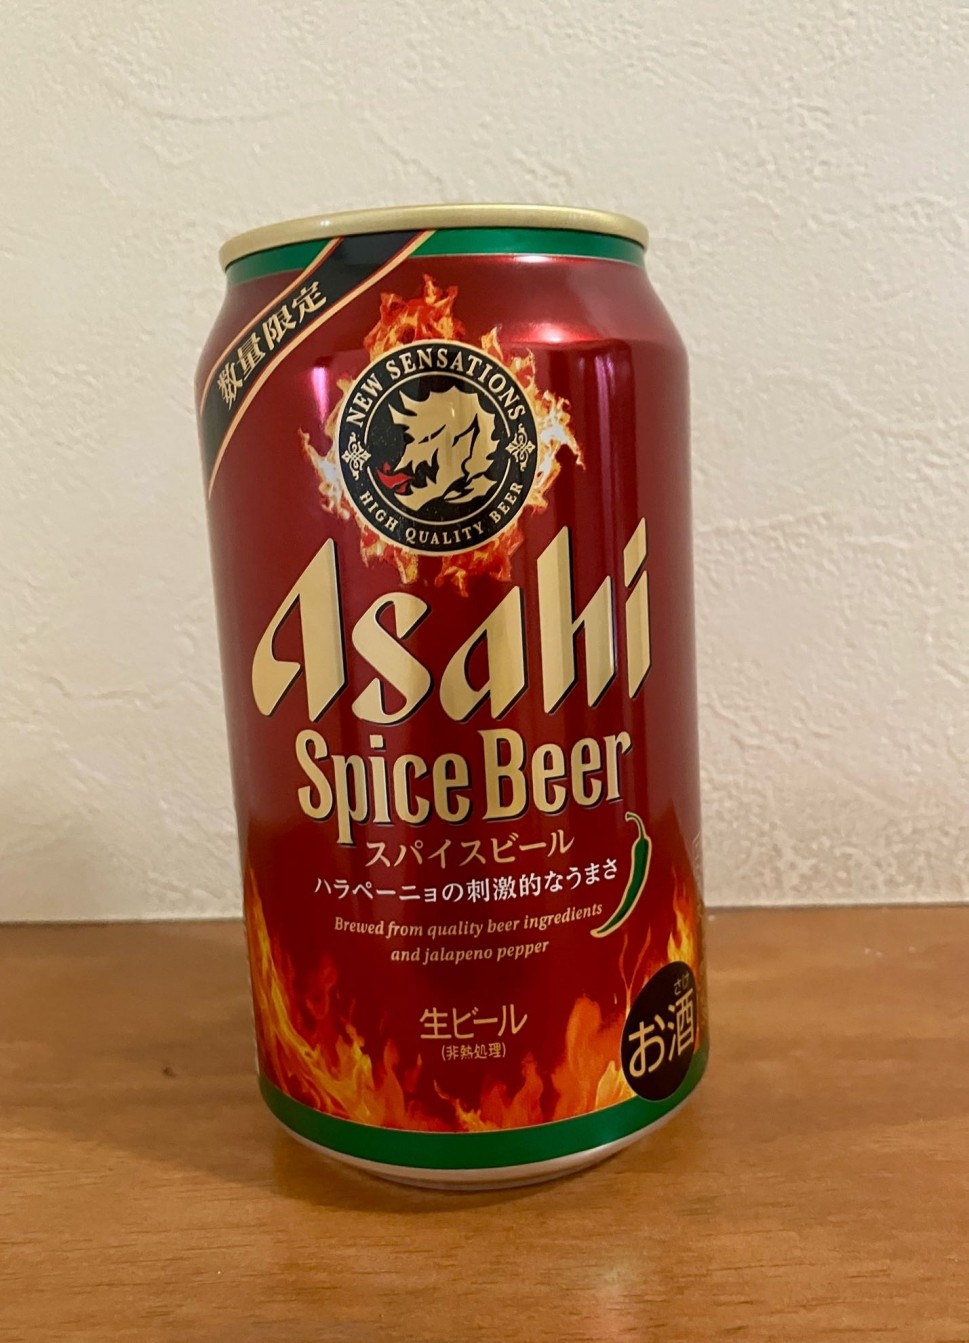 数量限定
NEW SENSATIONS
HIGH QUALITY BEER
Asahi
Spice Beer
スパイスビール
ハラペーニョの刺激的なうまさ
Brewed from quality beer ingredients
and jalapeno pepper
生ビール
(非熱処理)
さけ
お酒